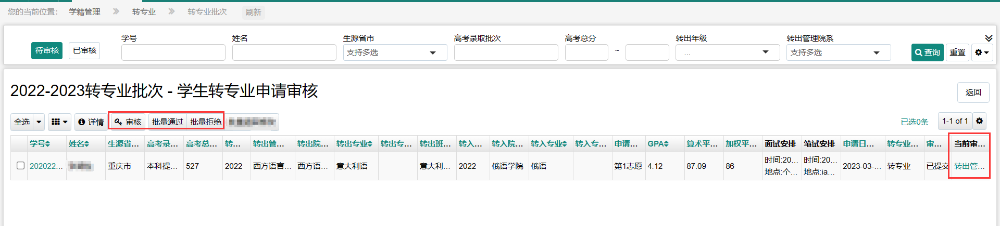 您的当前位置： 学籍管理 转专业 转专业批次 刷新
学号 姓名 生源省市 高考录取批次 高考总分 转出年级 转出管理院系
待审核 已审核 支持多选 ~ ... 支持多选 查询 重置
2022-2023转专业批次 - 学生转专业申请审核
返回
全选 详情 审核 批量通过 批量拒绝 已选0条 1-1 of 1
学号 姓名 生源省... 高考录... 高考总... 转... 转出管... 转出院... 转出专业 转出专... 转出班... 转入... 转入院... 转入专业 转入专... 申请... GPA 算术平... 加权平... 面试安排 笔试安排 申请日... 转专业... 审... 当前审...
202022... 重庆市 本科提... 527 2022 西方语言... 西方语... 意大利语 意大利... 2022 俄语学院 俄语 第1志愿 4.12 87.09 86 时间:20... 时间:20... 2023-03-... 转专业 已提交 转出管...
地点:个... 地点:ia...